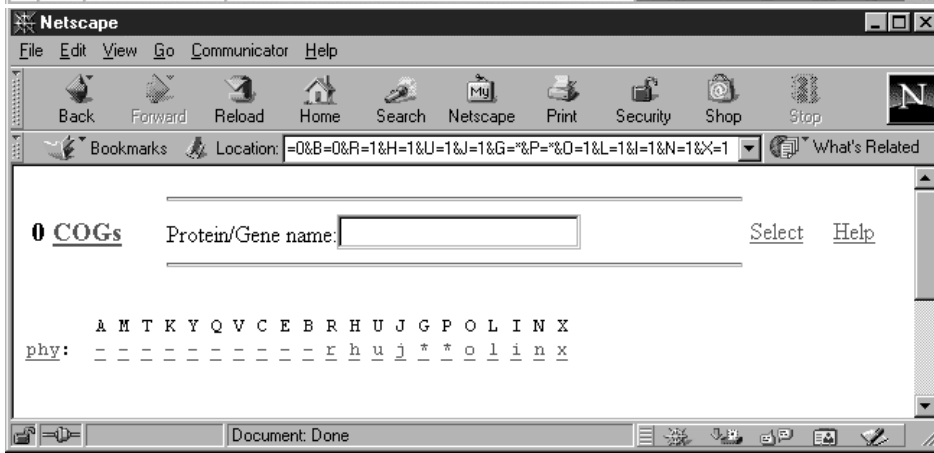 Netscape
File Edit View Go Communicator Help
Back Forward Reload Home Search Netscape Print Security Shop Stop
My
N
Bookmarks Location: =0&B=0&R=1&H=1&U=1&J=1&G=*&P=*&O=1&L=1&I=1&N=1&X=1 What's Related
0 COGs Protein/Gene name: Select Help
A M T K Y Q V C E B R H U J G P O L I N X
phy: - - - - - - - - - - r h u j * * o l i n x
Document: Done